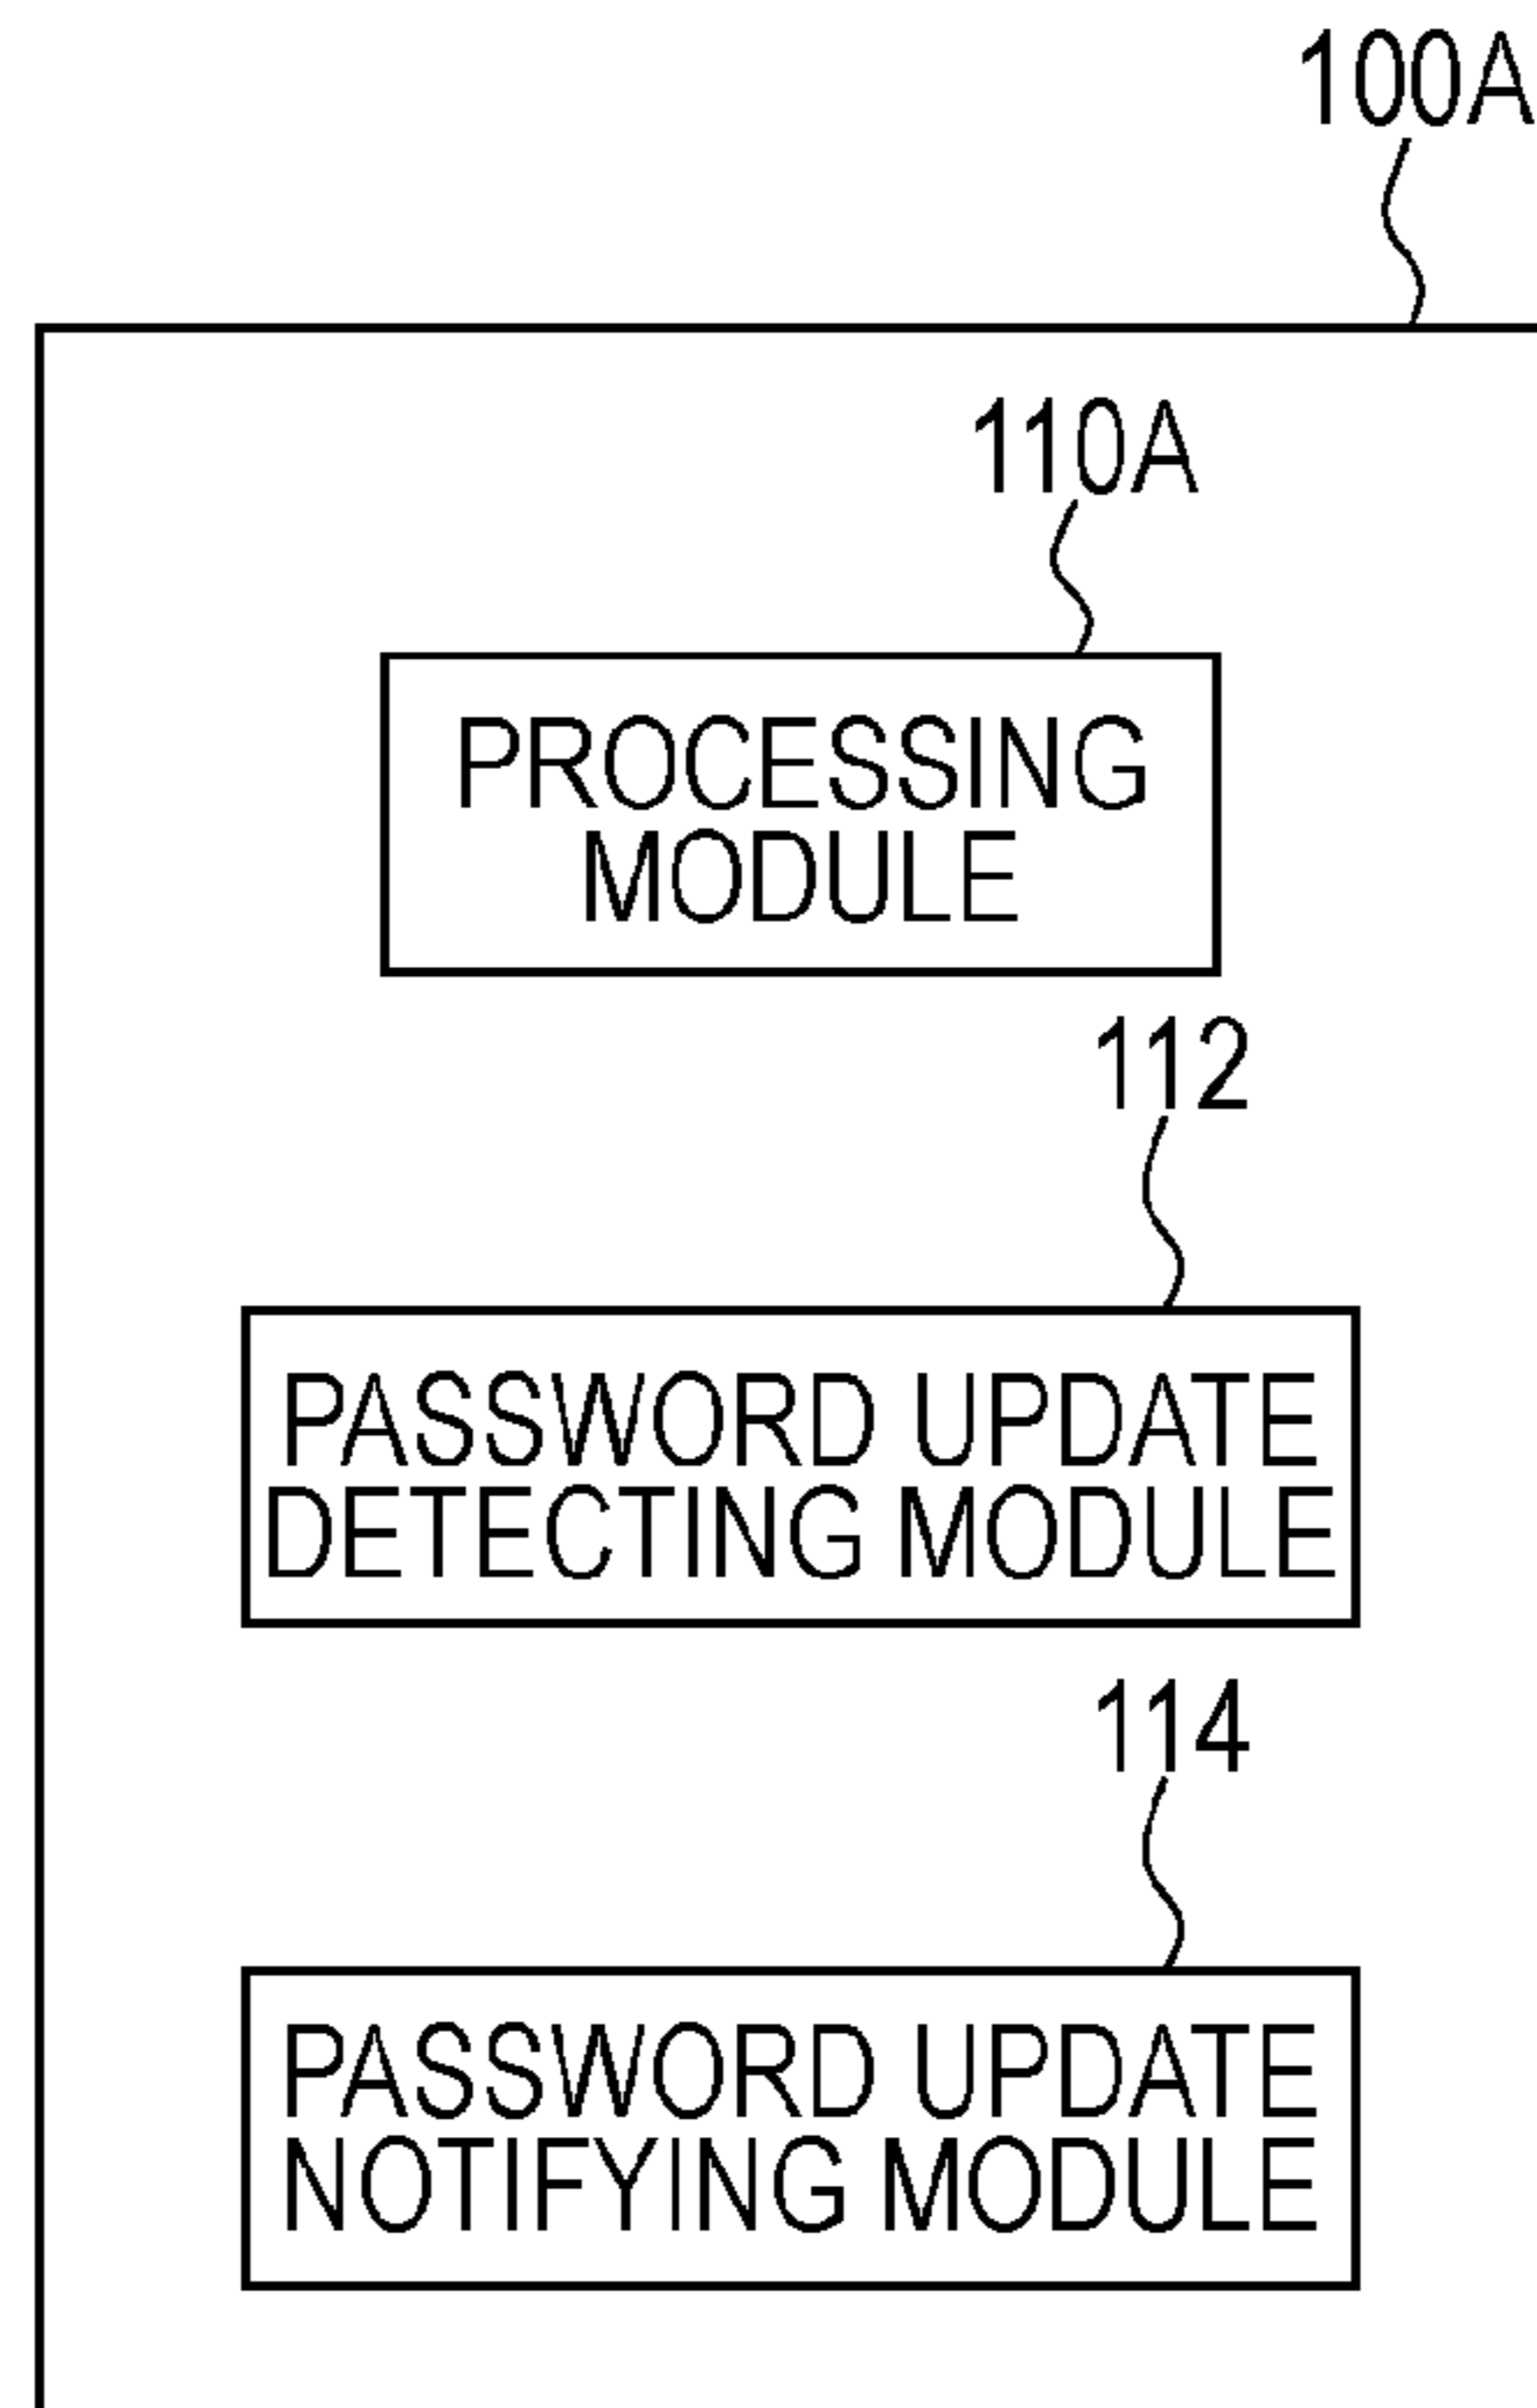 100A
110A
PROCESSING
MODULE
112
PASSWORD UPDATE
DETECTING MODULE
114
PASSWORD UPDATE
NOTIFYING MODULE